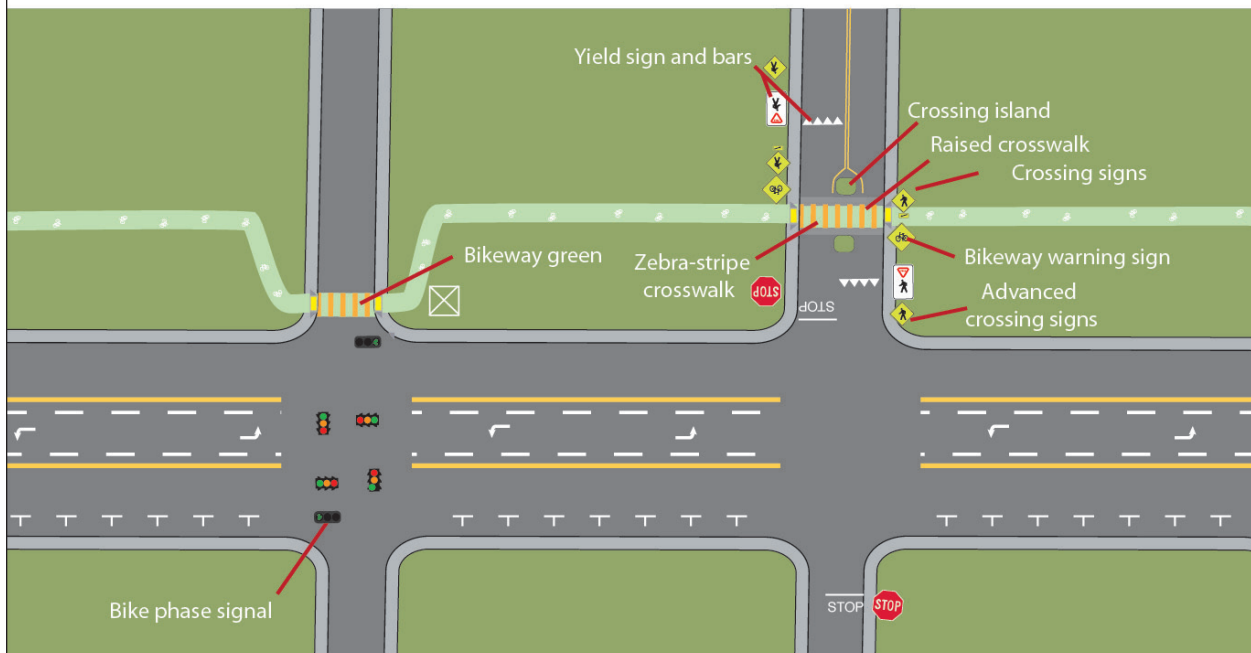 Yield sign and bars
Crossing island
Raised crosswalk
Crossing signs
Bikeway green
Zebra-stripe
crosswalk
Bikeway warning sign
STOP
STOP
Advanced
crossing signs
Bike phase signal
STOP
STOP